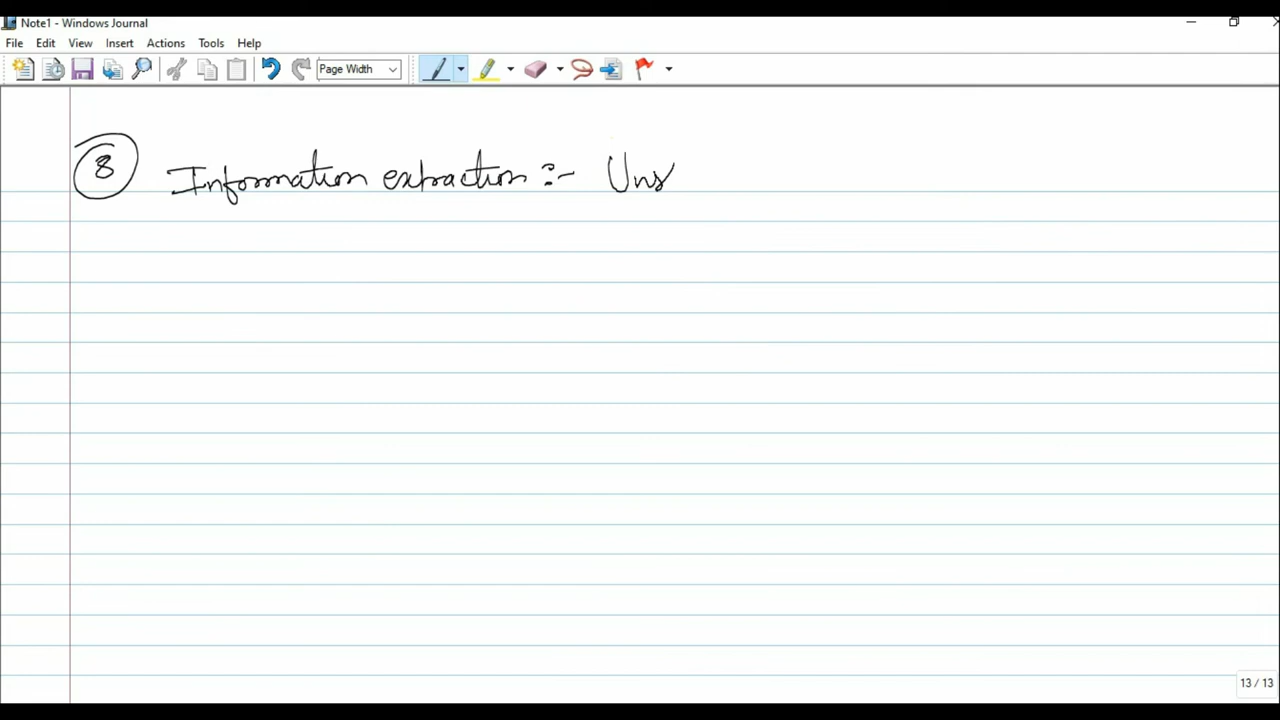 Note1 - Windows Journal
File Edit View Insert Actions Tools Help
Page Width
8 Information extraction :- Uns
13 / 13